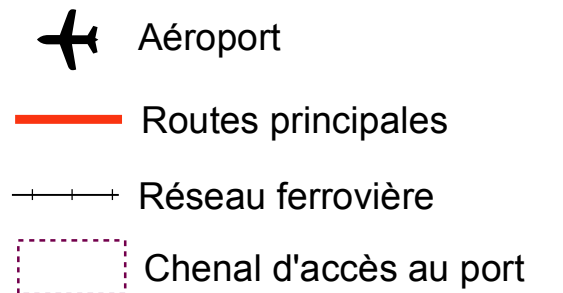 Aéroport
Routes principales
Réseau ferrovière
Chenal d'accès au port